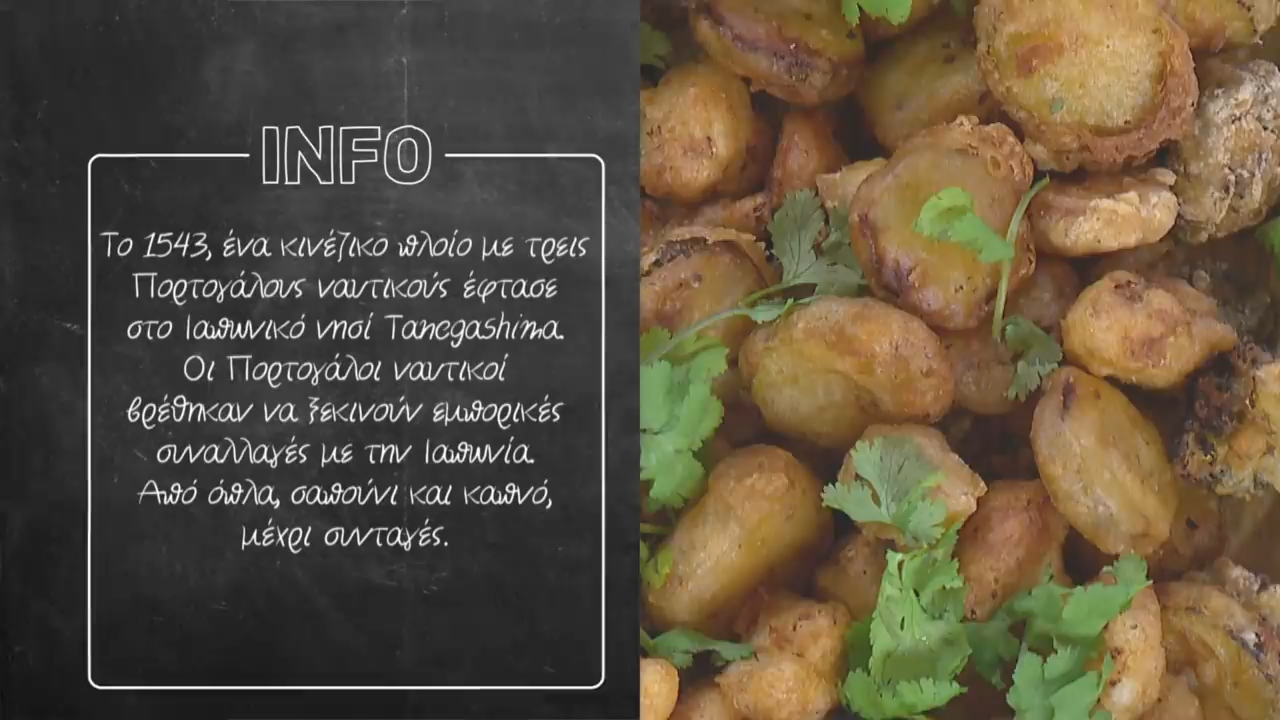 INFO
Το 1543, ένα κινέζικο πλοίο με τρεις
Πορτογάλους ναυτικούς έφτασε
στο Ιαπωνικό νησί Tanegashima.
Οι Πορτογάλοι ναυτικοί
βρέθηκαν να ξεκινούν εμπορικές
συναλλαγές με την Ιαπωνία.
Από όπλα, σαπούνι και καπνό,
μέχρι συνταγές.